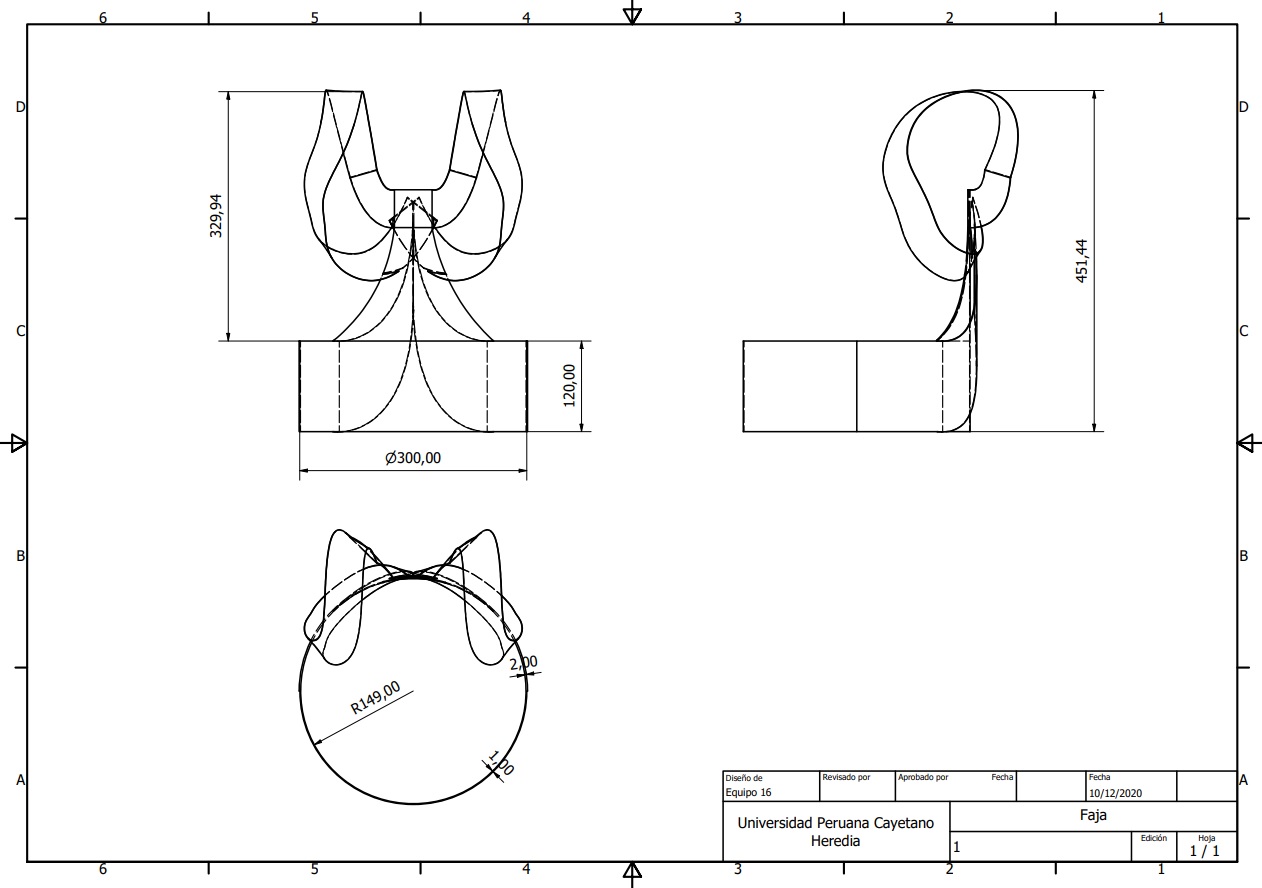 6 5 4 3 2 1
D D
329,94
451,44
C C
120,00
Ø300,00
B B
2,00
R149,00
1,00
A A
Diseño de Revisado por Aprobado por Fecha Fecha
Equipo 16 10/12/2020
Universidad Peruana Cayetano
Heredia
Faja
Edición Hoja
1 1 / 1
6 5 4 3 2 1